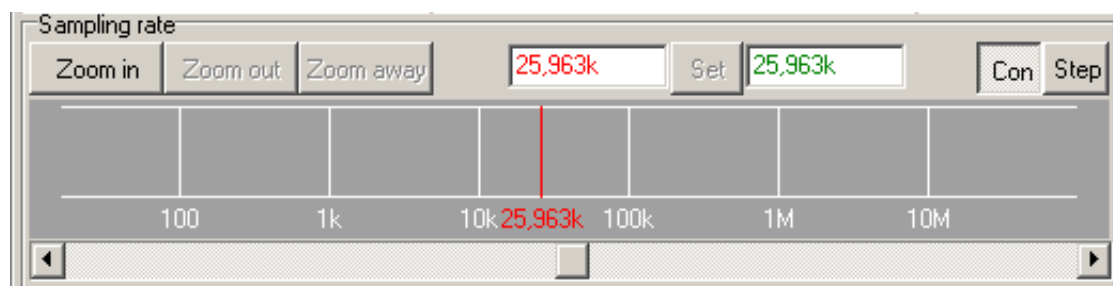 Sampling rate
Zoom in Zoom out Zoom away 25,963k Set 25,963k Con Step
100 1k 10k 25,963k 100k 1M 10M